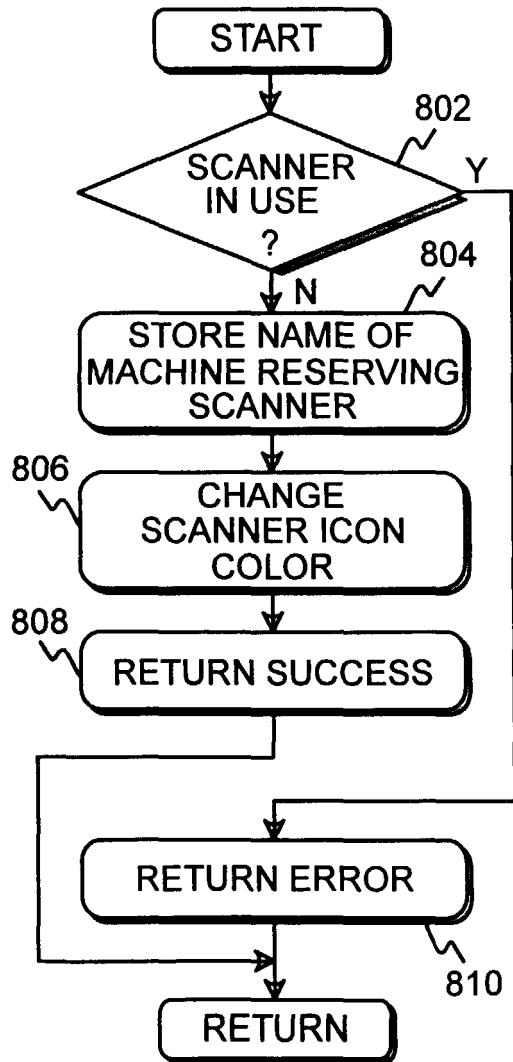 START
802
SCANNER
IN USE
?
Y
N
804
STORE NAME OF
MACHINE RESERVING
SCANNER
806
CHANGE
SCANNER ICON
COLOR
808
RETURN SUCCESS
RETURN ERROR
810
RETURN